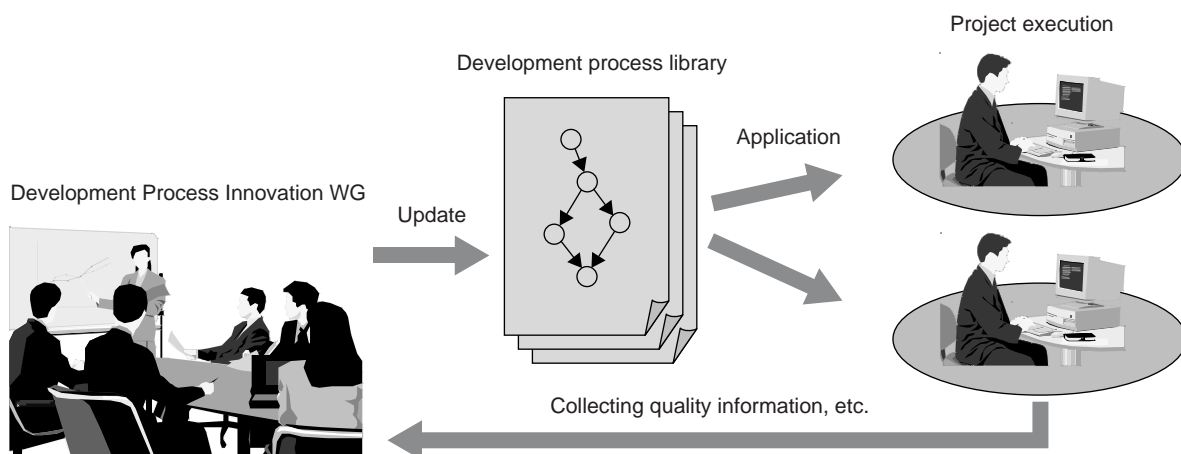 Project execution
Development process library
Application
Development Process Innovation WG
Update
Collecting quality information, etc.